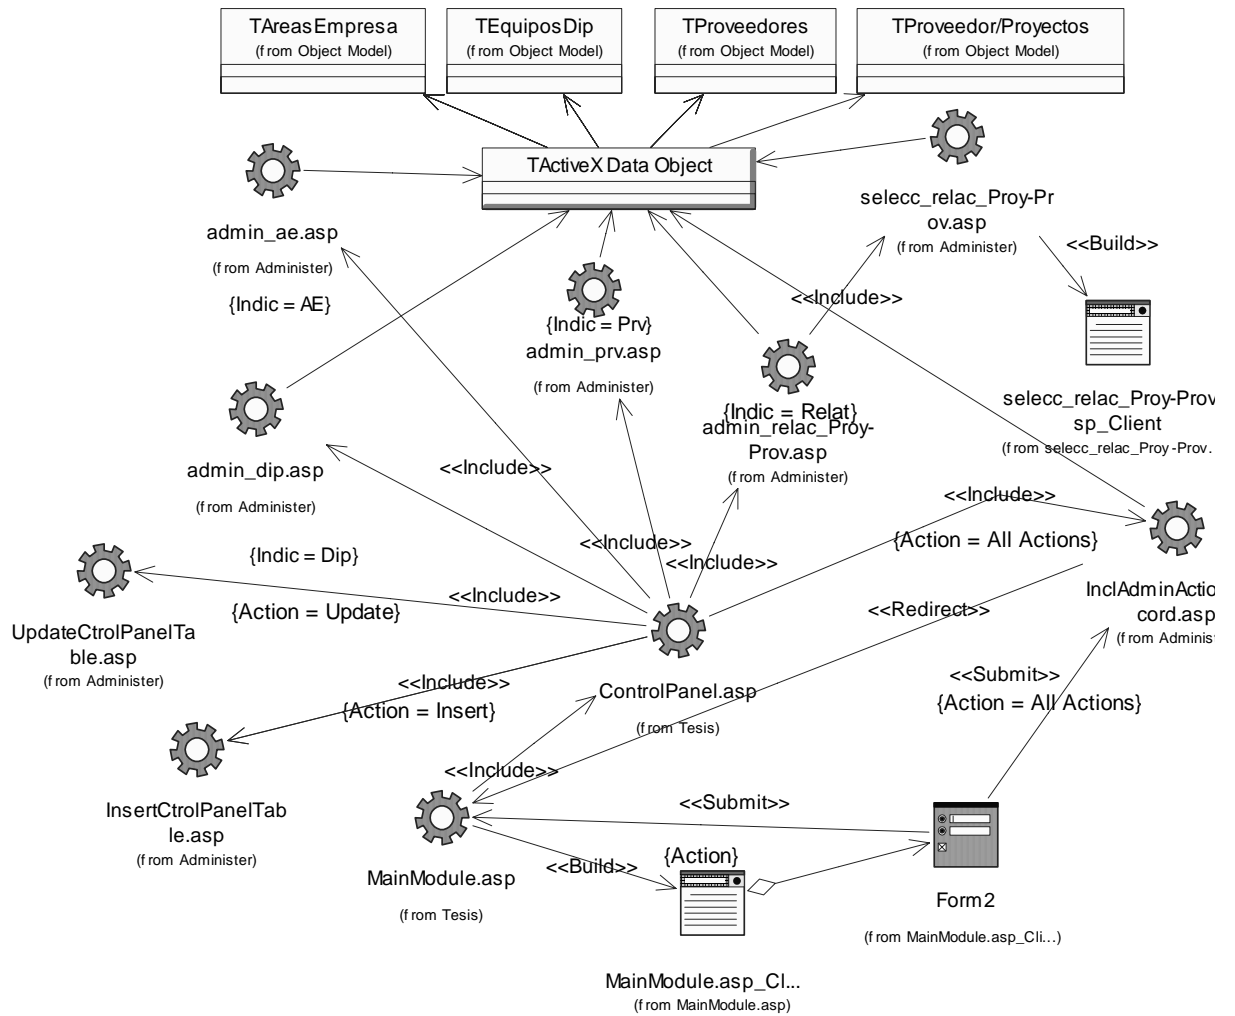 TAreasEmpresa
(from Object Model)
TEquiposDip
(from Object Model)
TProveedores
(from Object Model)
TProveedor/Proyectos
(from Object Model)
TActiveX Data Object
selecc_relac_Proy-Pr
ov.asp
(from Administer)
<<Build>>
admin_ae.asp
(from Administer)
{Indic = AE}
<<Include>>
{Indic = Prv}
admin_prv.asp
(from Administer)
selecc_relac_Proy-Prov
sp_Client
(from selecc_relac_Proy-Prov.
{Indic = Relat}
admin_relac_Proy-
Prov.asp
(from Administer)
admin_dip.asp
(from Administer)
<<Include>>
<<Include>>
{Indic = Dip}
<<Include>>
<<Include>>
{Action = All Actions}
<<Include>>
{Action = Update}
<<Include>>
UpdateCtrolPanelTa
ble.asp
(from Administer)
<<Redirect>>
InclAdminActio
cord.asp
(from Adminis
<<Submit>>
{Action = All Actions}
<<Include>>
{Action = Insert}
ControlPanel.asp
(from Tesis)
<<Include>>
InsertCtrolPanelTab
le.asp
(from Administer)
<<Submit>>
MainModule.asp
(from Tesis)
<<Build>>
{Action}
Form2
(from MainModule.asp_Cli...)
MainModule.asp_Cl...
(from MainModule.asp)